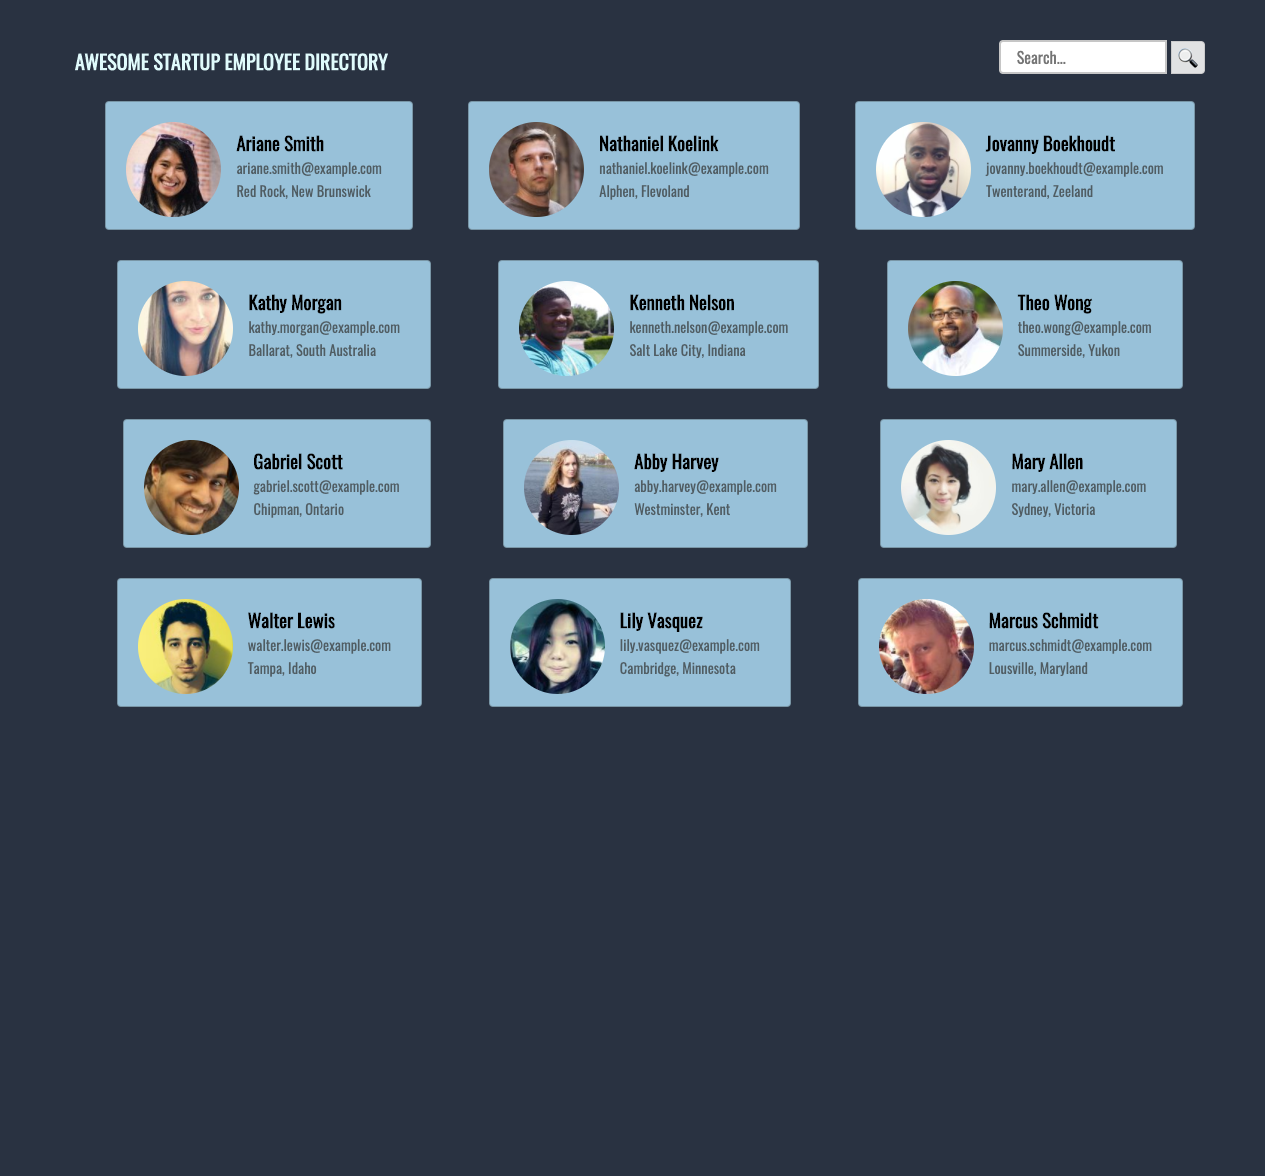 AWESOME STARTUP EMPLOYEE DIRECTORY
Search...
Ariane Smith
ariane.smith@example.com
Red Rock, New Brunswick
Nathaniel Koelink
nathaniel.koelink@example.com
Alphen, Flevoland
Jovanny Boekhoudt
jovanny.boekhoudt@example.com
Twenterand, Zeeland
Kathy Morgan
kathy.morgan@example.com
Ballarat, South Australia
Kenneth Nelson
kenneth.nelson@example.com
Salt Lake City, Indiana
Theo Wong
theo.wong@example.com
Summerside, Yukon
Gabriel Scott
gabriel.scott@example.com
Chipman, Ontario
Abby Harvey
abby.harvey@example.com
Westminster, Kent
Mary Allen
mary.allen@example.com
Sydney, Victoria
Walter Lewis
walter.lewis@example.com
Tampa, Idaho
Lily Vasquez
lily.vasquez@example.com
Cambridge, Minnesota
Marcus Schmidt
marcus.schmidt@example.com
Lousville, Maryland